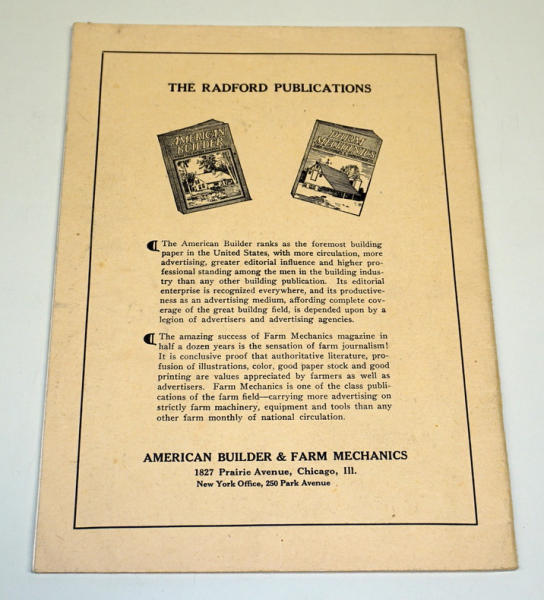 THE RADFORD PUBLICATIONS
AMERICAN
BUILDER
FARM
MECHANICS
¶ The American Builder ranks as the foremost building
paper in the United States, with more circulation, more
advertising, greater editorial influence and higher pro-
fessional standing among the men in the building indus-
try than any other building publication. Its editorial
enterprise is recognized everywhere, and its productive-
ness as an advertising medium, affording complete cov-
erage of the great buildng field, is depended upon by a
legion of advertisers and advertising agencies.
¶ The amazing success of Farm Mechanics magazine in
half a dozen years is the sensation of farm journalism!
It is conclusive proof that authoritative literature, pro-
fusion of illustrations, color, good paper stock and good
printing are values appreciated by farmers as well as
advertisers. Farm Mechanics is one of the class publi-
cations of the farm field—carrying more advertising on
strictly farm machinery, equipment and tools than any
other farm monthly of national circulation.
AMERICAN BUILDER & FARM MECHANICS
1827 Prairie Avenue, Chicago, Ill.
New York Office, 250 Park Avenue